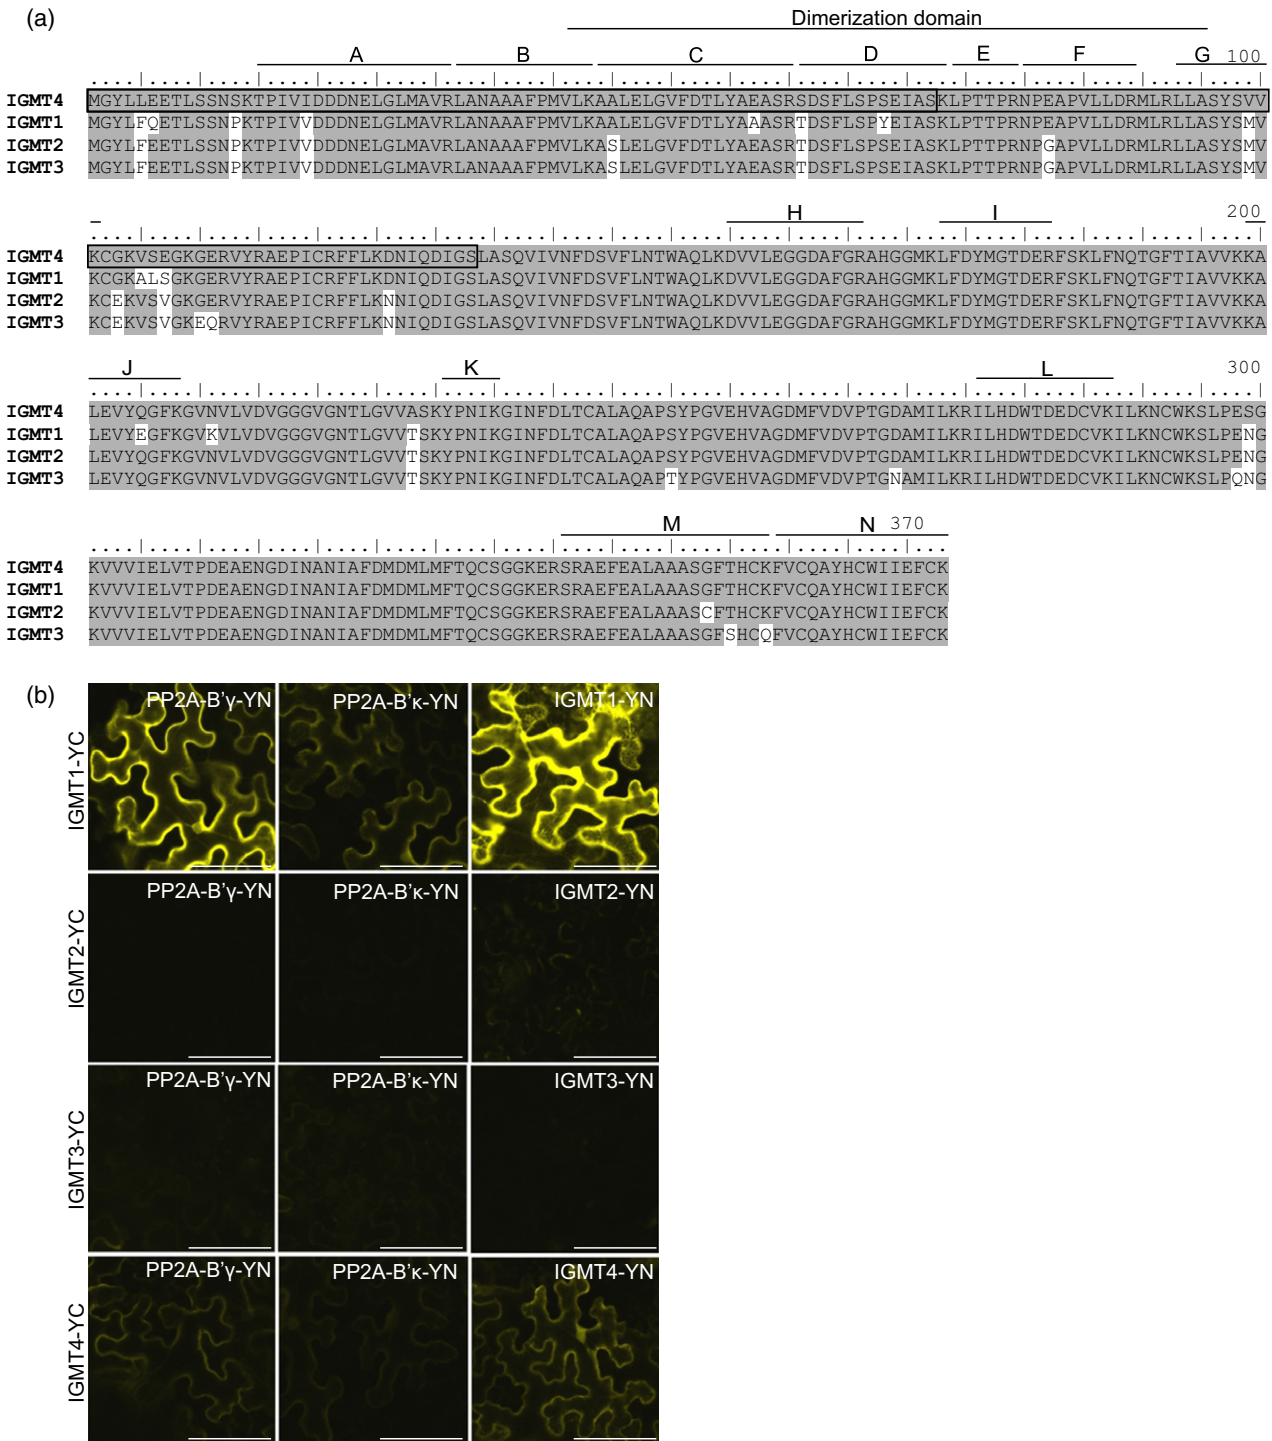 (a)
Dimerization domain
A B C D E F G 100
IGMT4 MGYLLEETLSSNSKTPIVIDDDNELGLMAVRLANAAAFPMVLKAALELGVFDTLYAEASRSDSFLSPSEIASKLPTTPRNPEAPVLLDRMLRLLASYSVV
IGMT1 MGYLFQETLSSNPKTPIVVDDDNELGLMAVRLANAAAFPMVLKAALELGVFDTLYAAASRTDSFLSPYEIASKLPTTPRNPEAPVLLDRMLRLLASYSMV
IGMT2 MGYLFEETLSSNPKTPIVVDDDNELGLMAVRLANAAAFPMVLKASLELGVFDTLYAEASRTDSFLSPSEIASKLPTTPRNPGAPVLLDRMLRLLASYSMV
IGMT3 MGYLFEETLSSNPKTPIVVDDDNELGLMAVRLANAAAFPMVLKASLELGVFDTLYAEASRTDSFLSPSEIASKLPTTPRNPGAPVLLDRMLRLLASYSMV
H I 200
IGMT4 KCGKVSEGKGERVYRAEPICRFFLKDNIQDIGSLASQVIVNFDSVFLNTWAQLKDVVLEGGDAFGRAHGGMKLFDYMGTDERFSKLFNQTGFTIAVVKKA
IGMT1 KCGKALSGKGERVYRAEPICRFFLKDNIQDIGSLASQVIVNFDSVFLNTWAQLKDVVLEGGDAFGRAHGGMKLFDYMGTDERFSKLFNQTGFTIAVVKKA
IGMT2 KCEKVSVGKGERVYRAEPICRFFLKNNIQDIGSLASQVIVNFDSVFLNTWAQLKDVVLEGGDAFGRAHGGMKLFDYMGTDERFSKLFNQTGFTIAVVKKA
IGMT3 KCEKVSVGKEQRVYRAEPICRFFLKNNIQDIGSLASQVIVNFDSVFLNTWAQLKDVVLEGGDAFGRAHGGMKLFDYMGTDERFSKLFNQTGFTIAVVKKA
J K L 300
IGMT4 LEVYQGFKGVNVLVDVGGGVGNTLGVVASKYPNIKGINFDLTCALAQAPSYPGVEHVAGDMFVDVPTGDAMILKRILHDWTDEDCVKILKNCWKSLPESG
IGMT1 LEVYEGFKGVKVLVDVGGGVGNTLGVVTSKYPNIKGINFDLTCALAQAPSYPGVEHVAGDMFVDVPTGDAMILKRILHDWTDEDCVKILKNCWKSLPENG
IGMT2 LEVYQGFKGVNVLVDVGGGVGNTLGVVTSKYPNIKGINFDLTCALAQAPSYPGVEHVAGDMFVDVPTGDAMILKRILHDWTDEDCVKILKNCWKSLPENG
IGMT3 LEVYQGFKGVNVLVDVGGGVGNTLGVVTSKYPNIKGINFDLTCALAQAPTYPGVEHVAGDMFVDVPTGNAMILKRILHDWTDEDCVKILKNCWKSLPQNG
M N 370
IGMT4 KVVVIELVTPDEAENGDINANIAFDMDMLMFTQCSGGKERSRAEFEALAAASGFTHCKFVCQAYHCWIIEFCK
IGMT1 KVVVIELVTPDEAENGDINANIAFDMDMLMFTQCSGGKERSRAEFEALAAASGFTHCKFVCQAYHCWIIEFCK
IGMT2 KVVVIELVTPDEAENGDINANIAFDMDMLMFTQCSGGKERSRAEFEALAAASCFTHCKFVCQAYHCWIIEFCK
IGMT3 KVVVIELVTPDEAENGDINANIAFDMDMLMFTQCSGGKERSRAEFEALAAASGFSHCQFVCQAYHCWIIEFCK
(b)
IGMT1-YC
PP2A-B'γ-YN PP2A-B'κ-YN IGMT1-YN
IGMT2-YC
PP2A-B'γ-YN PP2A-B'κ-YN IGMT2-YN
IGMT3-YC
PP2A-B'γ-YN PP2A-B'κ-YN IGMT3-YN
IGMT4-YC
PP2A-B'γ-YN PP2A-B'κ-YN IGMT4-YN